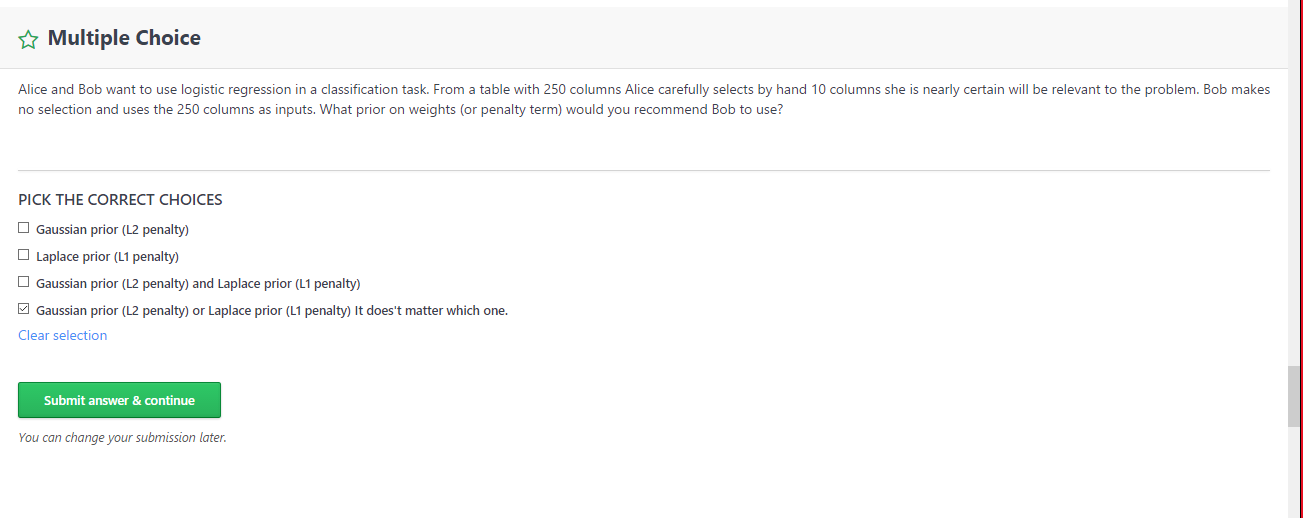 Multiple Choice
Alice and Bob want to use logistic regression in a classification task. From a table with 250 columns Alice carefully selects by hand 10 columns she is nearly certain will be relevant to the problem. Bob makes
no selection and uses the 250 columns as inputs. What prior on weights (or penalty term) would you recommend Bob to use?
PICK THE CORRECT CHOICES
Gaussian prior (L2 penalty)
Laplace prior (L1 penalty)
Gaussian prior (L2 penalty) and Laplace prior (L1 penalty)
Gaussian prior (L2 penalty) or Laplace prior (L1 penalty) It does't matter which one.
Clear selection
Submit answer & continue
You can change your submission later.